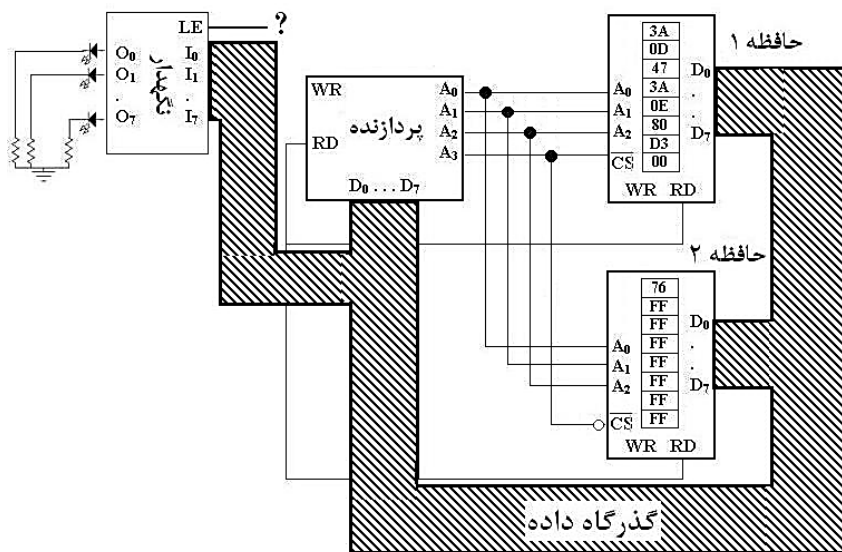 LE ?
O₀ I₀
O₁ I₁
. .
O₇ I₇
نگهدار
WR
RD
پردازنده
A₀
A₁
A₂
A₃
D₀ . . . D₇
حافظه ۱
3A
0D
47
3A
0E
80
D3
00
A₀
A₁
A₂
C̅S̅
D₀
.
.
D₇
WR RD
حافظه ۲
76
FF
FF
FF
FF
FF
FF
FF
A₀
A₁
A₂
C̅S̅
D₀
.
.
D₇
WR RD
گذرگاه داده